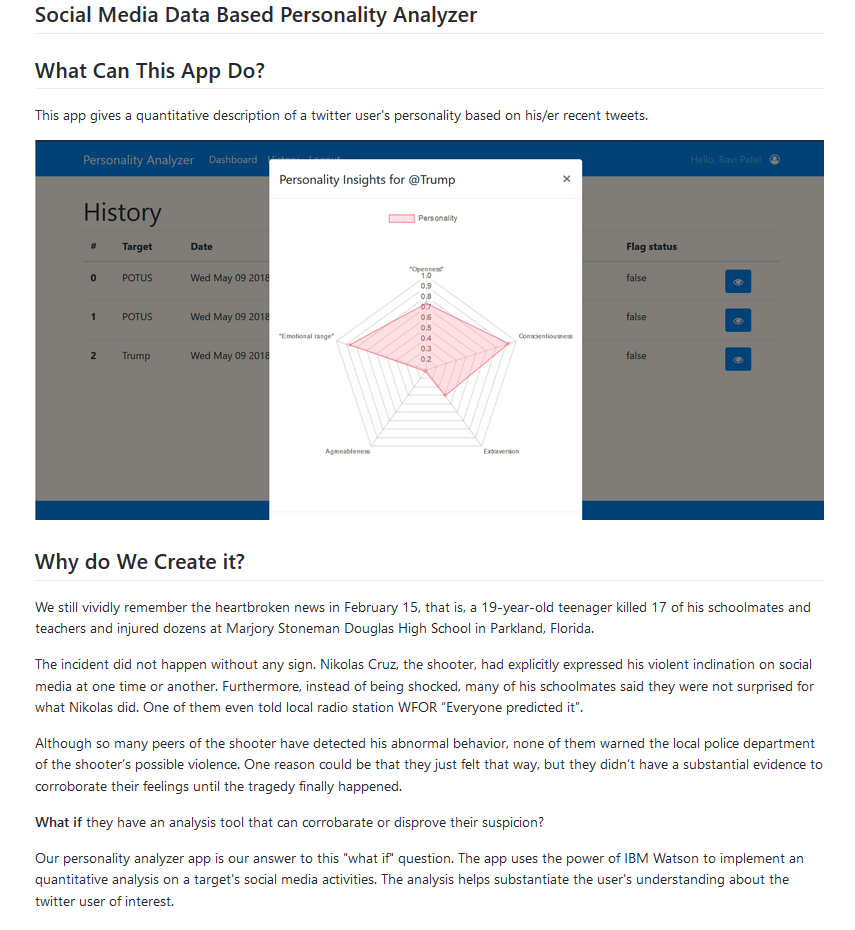 Social Media Data Based Personality Analyzer
What Can This App Do?
This app gives a quantitative description of a twitter user's personality based on his/er recent tweets.
Personality Analyzer Dashboard History Logout Hello, Ravi Patel
Personality Insights for @Trump ×
Personality
History
# Target Date Flag status
0 POTUS Wed May 09 2018 false
1 POTUS Wed May 09 2018 false
2 Trump Wed May 09 2018 false
"Openness"
1.0
0.9
0.8
0.7
0.6
0.5
0.4
0.3
0.2
"Emotional range"
Conscientiousness
Agreeableness
Extraversion
Why do We Create it?
We still vividly remember the heartbroken news in February 15, that is, a 19-year-old teenager killed 17 of his schoolmates and
teachers and injured dozens at Marjory Stoneman Douglas High School in Parkland, Florida.
The incident did not happen without any sign. Nikolas Cruz, the shooter, had explicitly expressed his violent inclination on social
media at one time or another. Furthermore, instead of being shocked, many of his schoolmates said they were not surprised for
what Nikolas did. One of them even told local radio station WFOR "Everyone predicted it".
Although so many peers of the shooter have detected his abnormal behavior, none of them warned the local police department
of the shooter's possible violence. One reason could be that they just felt that way, but they didn't have a substantial evidence to
corroborate their feelings until the tragedy finally happened.
What if they have an analysis tool that can corrobarate or disprove their suspicion?
Our personality analyzer app is our answer to this "what if" question. The app uses the power of IBM Watson to implement an
quantitative analysis on a target's social media activities. The analysis helps substantiate the user's understanding about the
twitter user of interest.